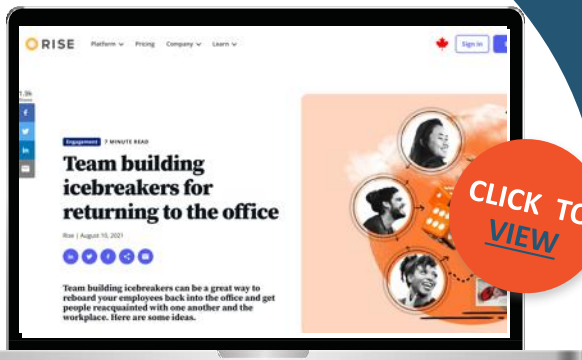 RISE
Platform Pricing Company Learn
Sign In
1.9k
Shares
Engagement 7 MINUTE READ
Team building
icebreakers for
returning to the office
Rise | August 10, 2021
Team building icebreakers can be a great way to
reboard your employees back into the office and get
people reacquainted with one another and the
workplace. Here are some ideas.
CLICK TO
VIEW